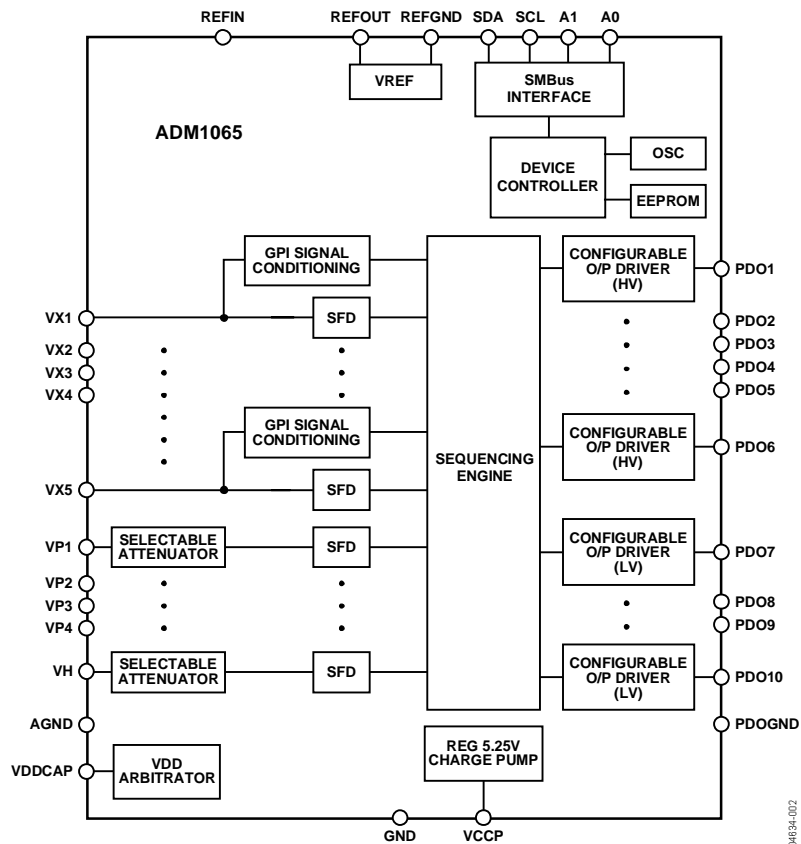 REFIN REFOUT REFGND SDA SCL A1 A0
VREF
SMBus
INTERFACE
ADM1065
DEVICE
CONTROLLER
OSC
EEPROM
GPI SIGNAL
CONDITIONING
CONFIGURABLE
O/P DRIVER
(HV)
PDO1
VX1
SFD
PDO2
VX2
PDO3
VX3
PDO4
VX4
PDO5
GPI SIGNAL
CONDITIONING
SEQUENCING
ENGINE
CONFIGURABLE
O/P DRIVER
(HV)
PDO6
VX5
SFD
VP1
SELECTABLE
ATTENUATOR
SFD
CONFIGURABLE
O/P DRIVER
(LV)
PDO7
VP2
PDO8
VP3
PDO9
VP4
VH
SELECTABLE
ATTENUATOR
SFD
CONFIGURABLE
O/P DRIVER
(LV)
PDO10
AGND
PDOGND
VDDCAP
VDD
ARBITRATOR
REG 5.25V
CHARGE PUMP
GND VCCP
04634-002